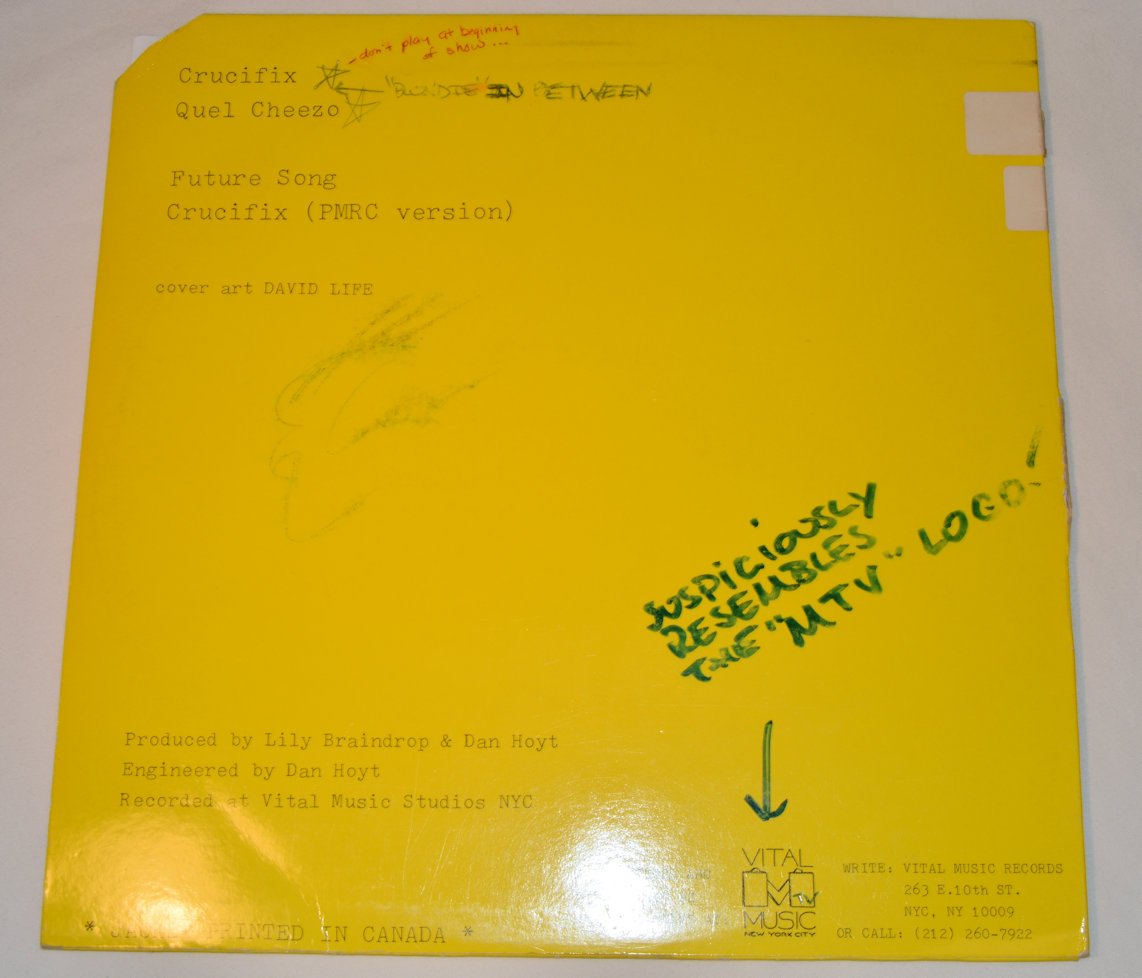 -don't play at beginning
of show...
Crucifix
"BLONDIE" IN BETWEEN
Quel Cheezo
Future Song
Crucifix (PMRC version)
cover art DAVID LIFE
SUSPICIOUSLY
RESEMBLES
THE "MTV" LOGO!
Produced by Lily Braindrop & Dan Hoyt
Engineered by Dan Hoyt
Recorded at Vital Music Studios NYC
VITAL
M TV
MUSIC
NEW YORK CITY
WRITE: VITAL MUSIC RECORDS
263 E.10th ST.
NYC, NY 10009
OR CALL: (212) 260-7922
* PRINTED IN CANADA *